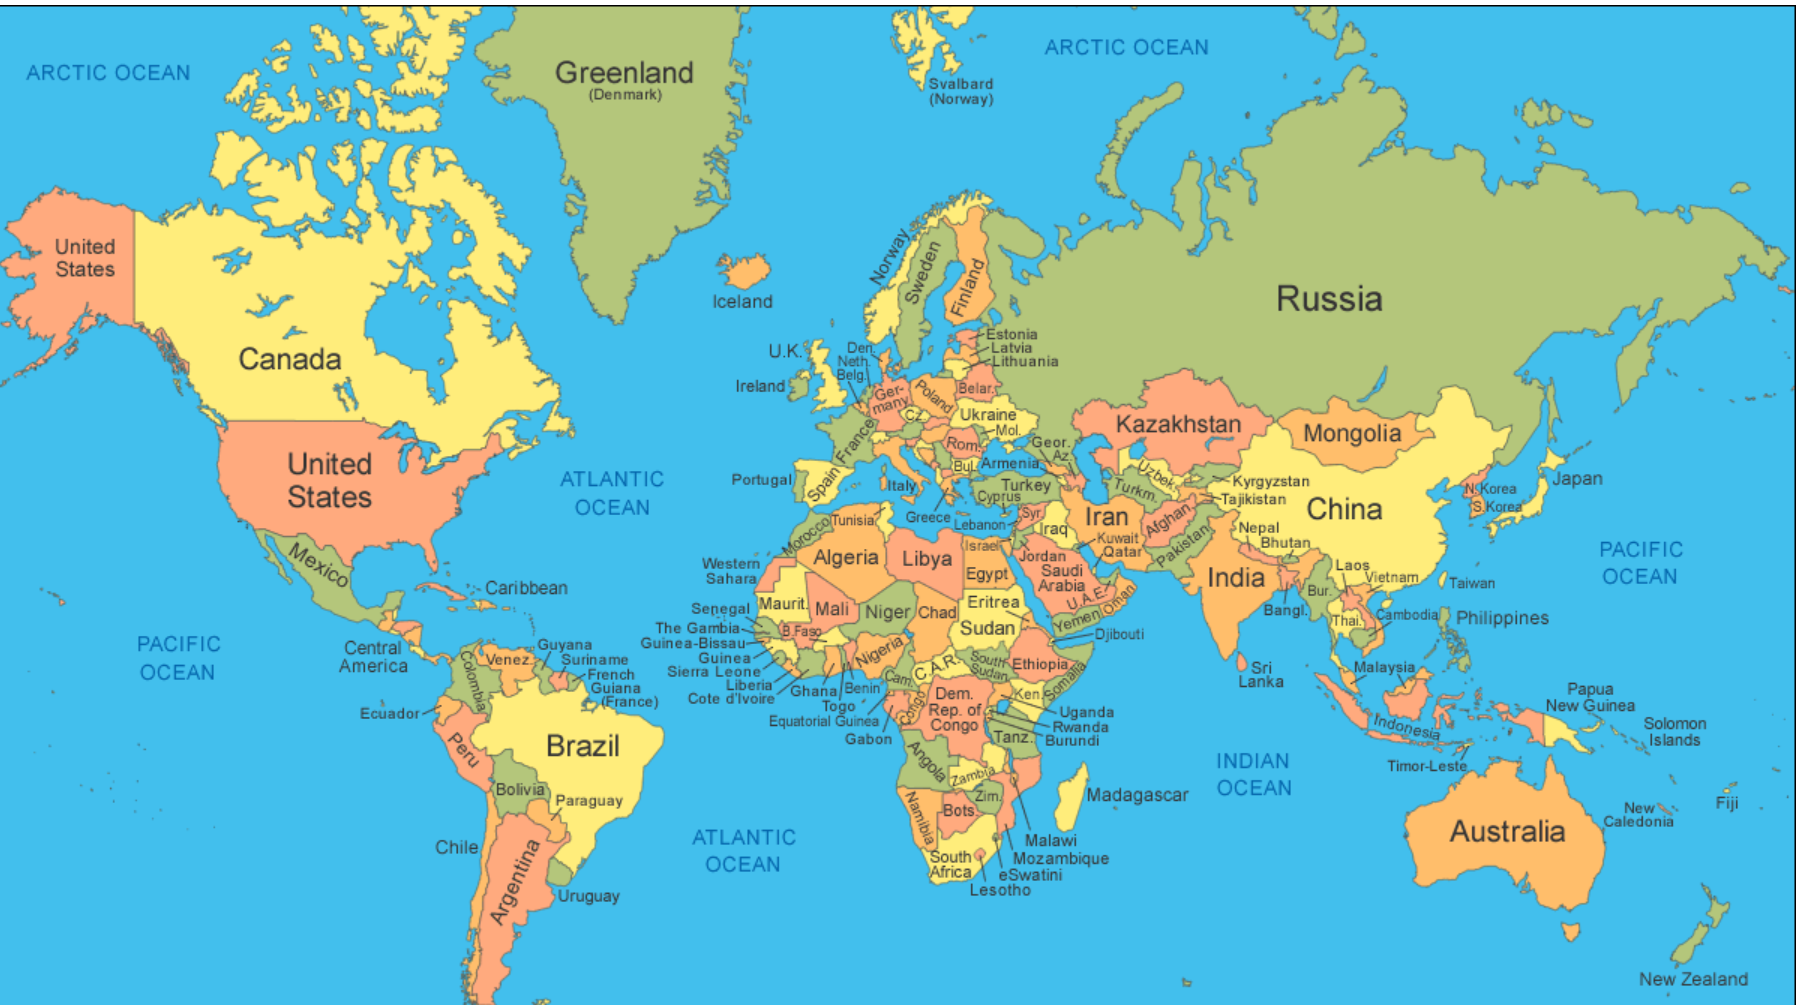 ARCTIC OCEAN
Greenland
(Denmark)
Svalbard
(Norway)
ARCTIC OCEAN
United
States
Iceland
Norway
Sweden
Finland
Russia
Canada
U.K.
Ireland
Den.
Neth.
Belg.
Estonia
Latvia
Lithuania
Ger-
many
Poland
Belar.
Cz.
Ukraine
Mol.
France
Rom.
Bul.
Geor.
Az.
Armenia
Kazakhstan
Mongolia
United
States
ATLANTIC
OCEAN
Portugal
Spain
Italy
Greece
Turkey
Cyprus
Lebanon
Syr.
Iraq
Israel
Iran
Turkm.
Uzbek.
Kyrgyzstan
Tajikistan
Afghan.
Pakistan
China
N. Korea
S. Korea
Japan
Mexico
Caribbean
Morocco
Tunisia
Algeria
Libya
Egypt
Jordan
Kuwait
Qatar
Saudi
Arabia
U.A.E.
Oman
Yemen
Nepal
Bhutan
India
Bangl.
Bur.
Laos
Vietnam
Thai.
Cambodia
Taiwan
Philippines
PACIFIC
OCEAN
PACIFIC
OCEAN
Central
America
Western
Sahara
Maurit.
Mali
Niger
Chad
Sudan
Eritrea
Djibouti
Senegal
The Gambia
Guinea-Bissau
Guinea
Sierra Leone
Liberia
Cote d'Ivoire
B.Faso
Ghana
Togo
Benin
Nigeria
Cam.
Equatorial Guinea
Gabon
Congo
C.A.R.
South
Sudan
Ethiopia
Somalia
Ken.
Uganda
Rwanda
Burundi
Dem.
Rep. of
Congo
Tanz.
Sri
Lanka
Malaysia
Indonesia
Papua
New Guinea
Solomon
Islands
Timor-Leste
Venez.
Guyana
Suriname
French
Guiana
(France)
Colombia
Ecuador
Peru
Brazil
Bolivia
Paraguay
Chile
Argentina
Uruguay
ATLANTIC
OCEAN
Angola
Zambia
Zim.
Namibia
Bots.
South
Africa
Malawi
Mozambique
eSwatini
Lesotho
Madagascar
INDIAN
OCEAN
Australia
New
Caledonia
Fiji
New Zealand